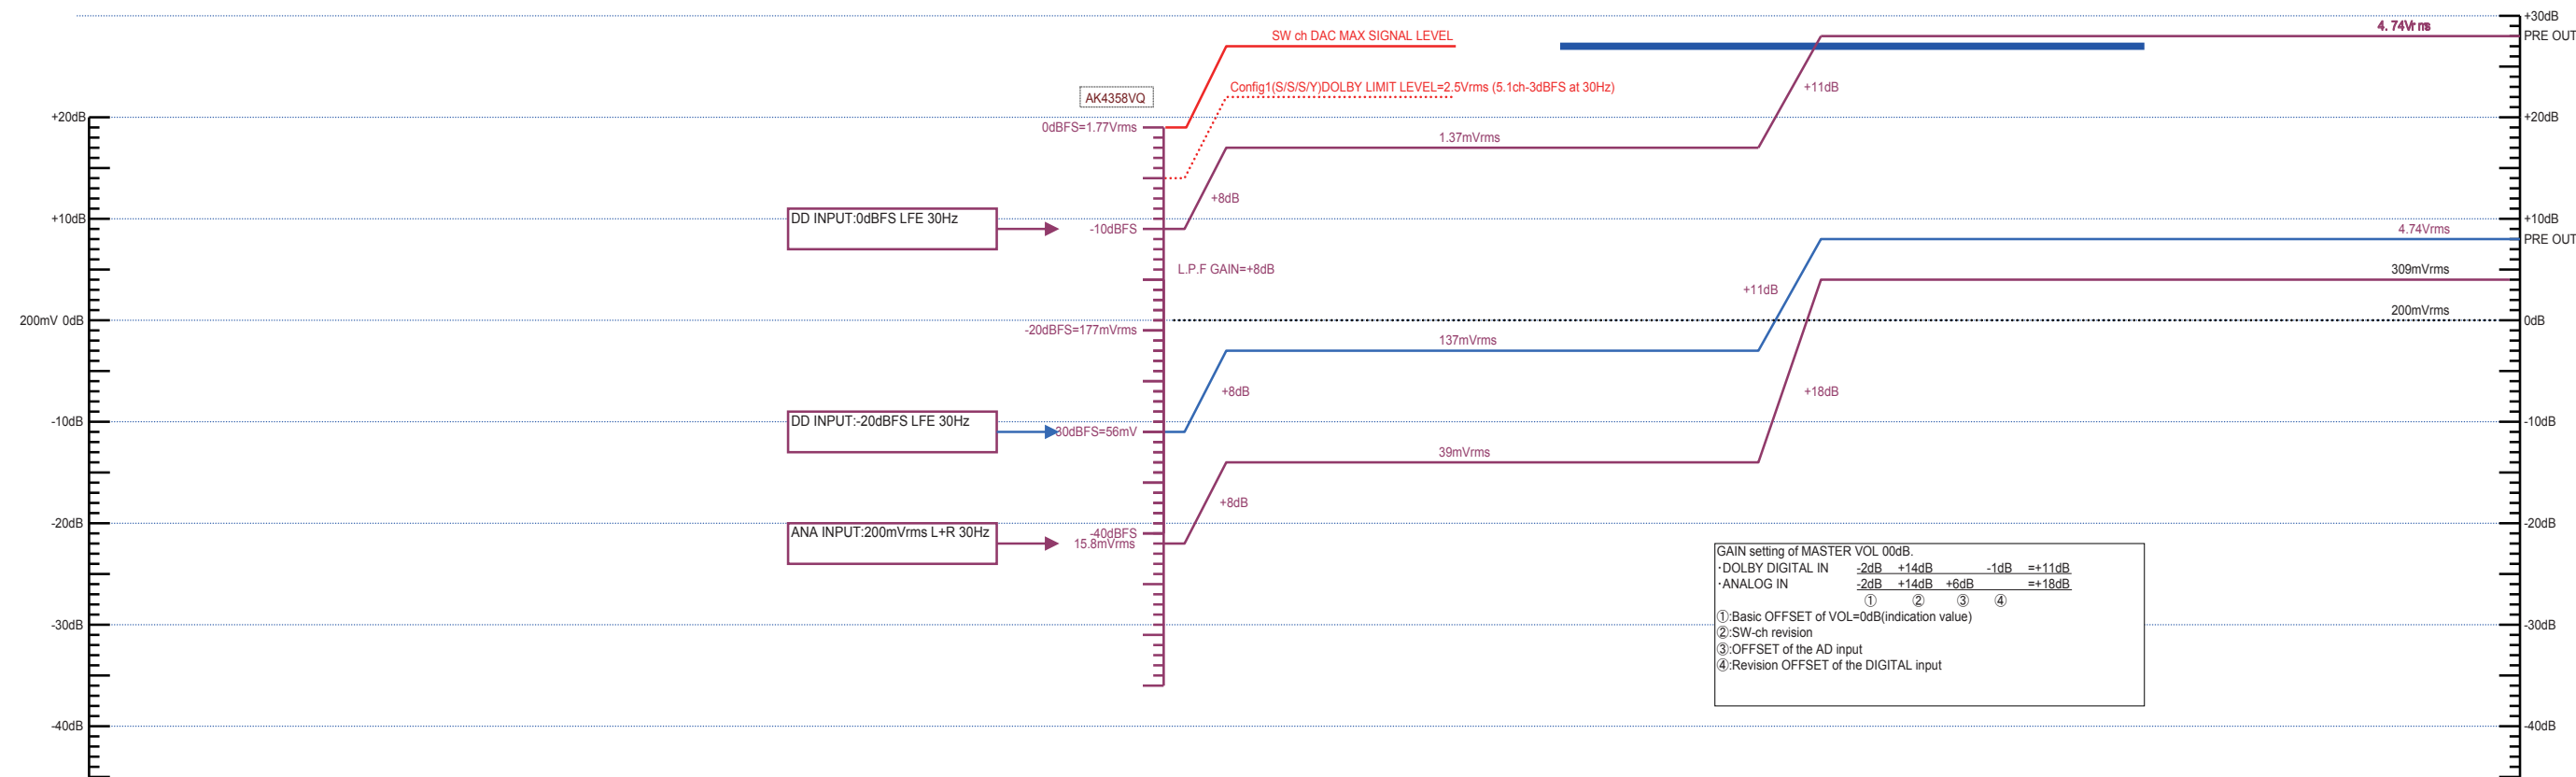 +30dB
4.74Vrms
PRE OUT
SW ch DAC MAX SIGNAL LEVEL
Config1(S/S/S/Y)DOLBY LIMIT LEVEL=2.5Vrms (5.1ch-3dBFS at 30Hz)
+11dB
AK4358VQ
+20dB
+20dB
0dBFS=1.77Vrms
1.37mVrms
+8dB
+10dB
DD INPUT:0dBFS LFE 30Hz
+10dB
-10dBFS
4.74Vrms
PRE OUT
L.P.F GAIN=+8dB
309mVrms
+11dB
200mVrms
200mV 0dB
0dB
-20dBFS=177mVrms
137mVrms
+8dB
+18dB
-10dB
DD INPUT:-20dBFS LFE 30Hz
-10dB
-30dBFS=56mV
39mVrms
+8dB
-20dB
-20dB
ANA INPUT:200mVrms L+R 30Hz
-40dBFS
15.8mVrms
GAIN setting of MASTER VOL 00dB.
·DOLBY DIGITAL IN -2dB +14dB -1dB =+11dB
·ANALOG IN -2dB +14dB +6dB =+18dB
① ② ③ ④
①:Basic OFFSET of VOL=0dB(indication value)
②:SW-ch revision
③:OFFSET of the AD input
④:Revision OFFSET of the DIGITAL input
-30dB
-30dB
-40dB
-40dB